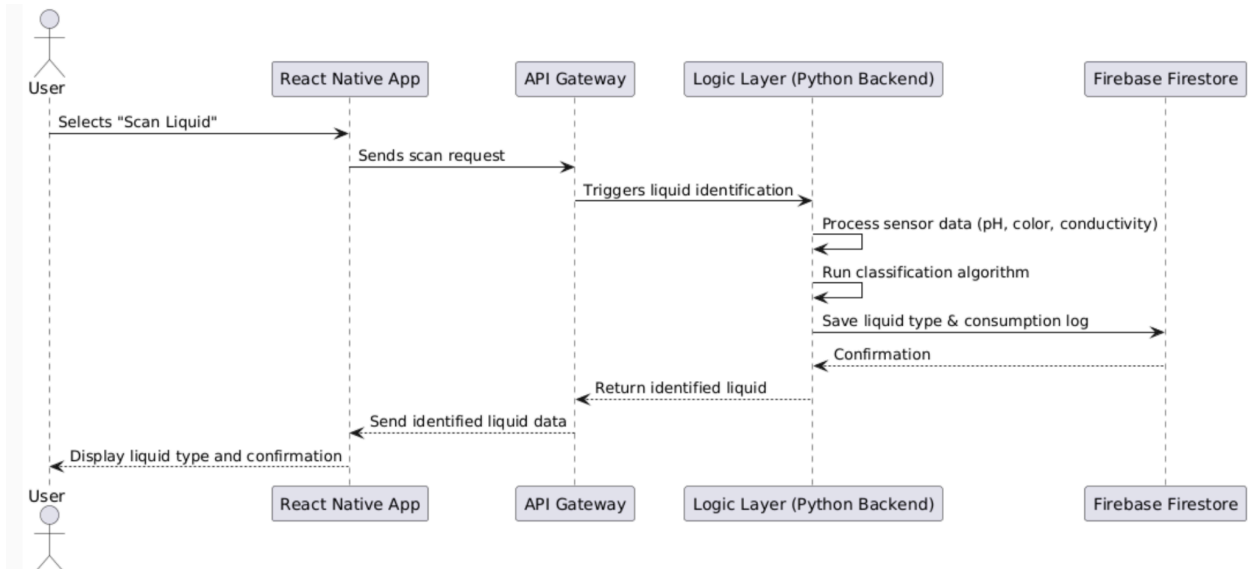 User
React Native App
API Gateway
Logic Layer (Python Backend)
Firebase Firestore
Selects "Scan Liquid"
Sends scan request
Triggers liquid identification
Process sensor data (pH, color, conductivity)
Run classification algorithm
Save liquid type & consumption log
Confirmation
Return identified liquid
Send identified liquid data
Display liquid type and confirmation
User
React Native App
API Gateway
Logic Layer (Python Backend)
Firebase Firestore